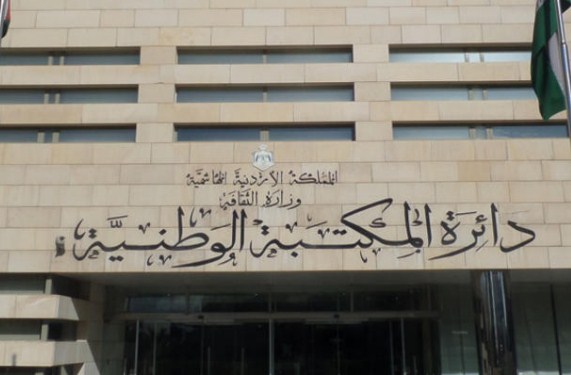 المملكة الأردنية الهاشمية
وزارة الثقافة
دائرة المكتبة الوطنية